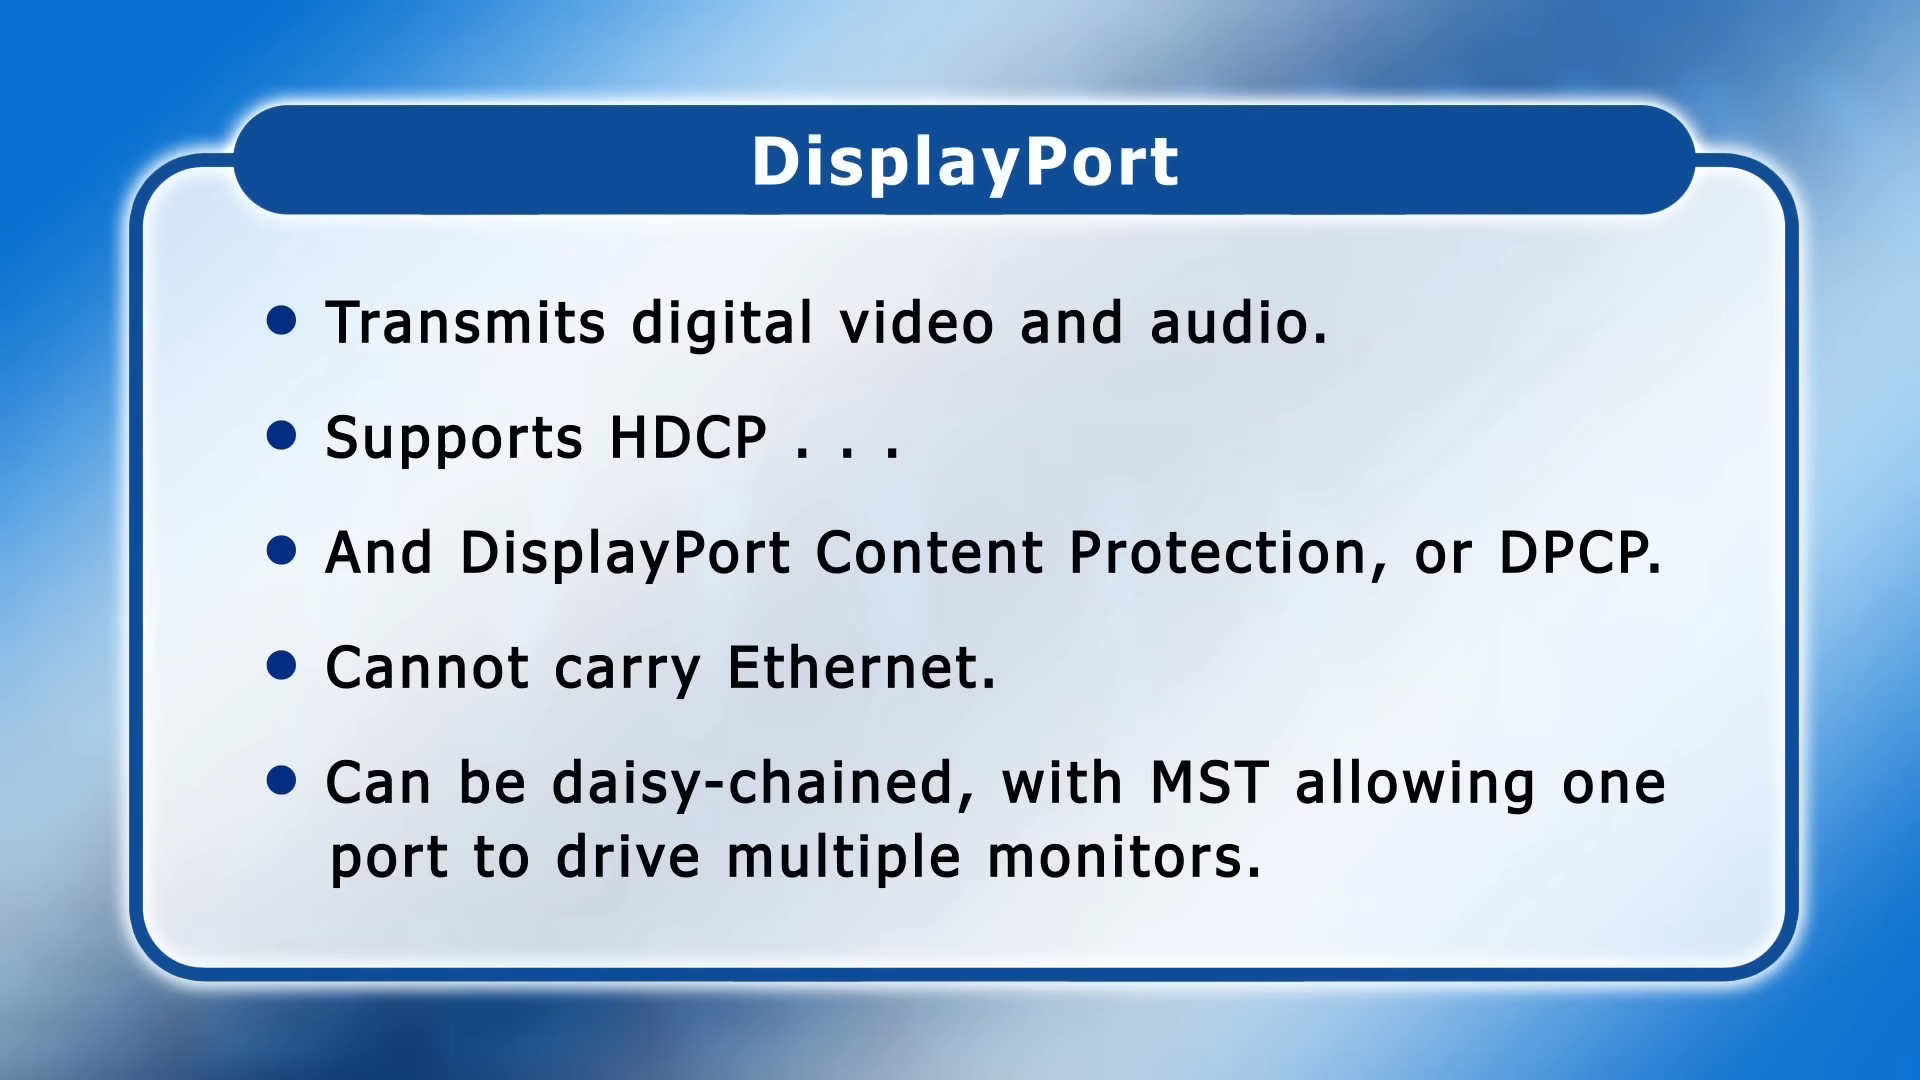 DisplayPort
● Transmits digital video and audio.
● Supports HDCP . . .
● And DisplayPort Content Protection, or DPCP.
● Cannot carry Ethernet.
● Can be daisy-chained, with MST allowing one
port to drive multiple monitors.